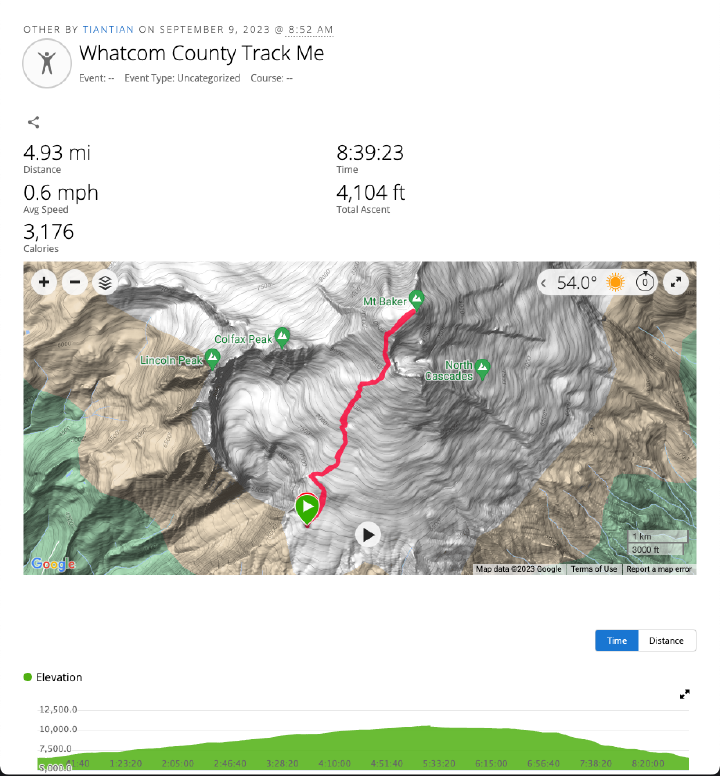 OTHER BY TIANTIAN ON SEPTEMBER 9, 2023 @ 8:52 AM
Whatcom County Track Me
Event: -- Event Type: Uncategorized Course: --
4.93 mi 8:39:23
Distance Time
0.6 mph 4,104 ft
Avg Speed Total Ascent
3,176
Calories
54.0° 0
Mt Baker
Colfax Peak
Lincoln Peak
North
Cascades
1 km
3000 ft
Google Map data ©2023 Google Terms of Use Report a map error
Time Distance
Elevation
12,500.0
10,000.0
7,500.0
5,000.0
41:40 1:23:20 2:05:00 2:46:40 3:28:20 4:10:00 4:51:40 5:33:20 6:15:00 6:56:40 7:38:20 8:20:00